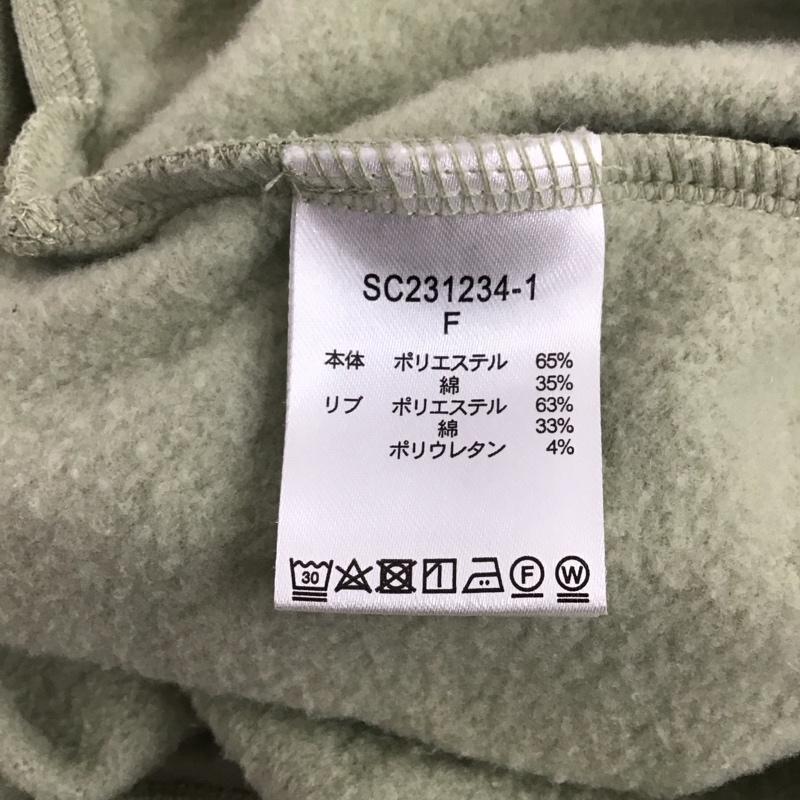 SC231234-1
F
本体 ポリエステル 65%
綿 35%
リブ ポリエステル 63%
綿 33%
ポリウレタン 4%
30 F W